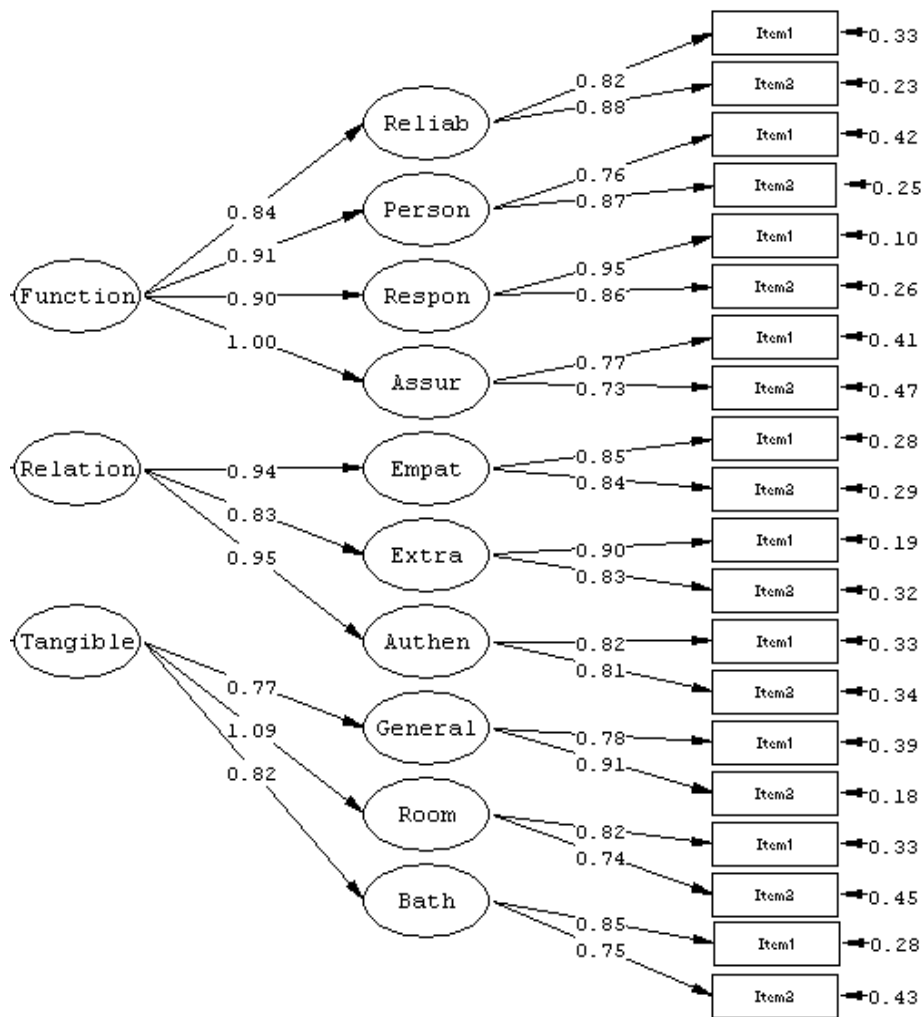 Item1 0.33
0.82
Item2 0.23
0.88
Reliab
Item1 0.42
0.76
Item2 0.25
0.87
0.84
Person
Item1 0.10
0.91
0.95
Function
0.90
Respon
0.86
Item2 0.26
1.00
Item1 0.41
0.77
Assur
0.73
Item2 0.47
Item1 0.28
0.85
Relation
0.94
Empat
0.84
Item2 0.29
0.83
Item1 0.19
0.90
0.95
Extra
0.83
Item2 0.32
Tangible
Authen
0.82
Item1 0.33
0.81
0.77
Item2 0.34
1.09
General
0.78
Item1 0.39
0.82
0.91
Item2 0.18
Room
0.82
Item1 0.33
0.74
Item2 0.45
Bath
0.85
Item1 0.28
0.75
Item2 0.43